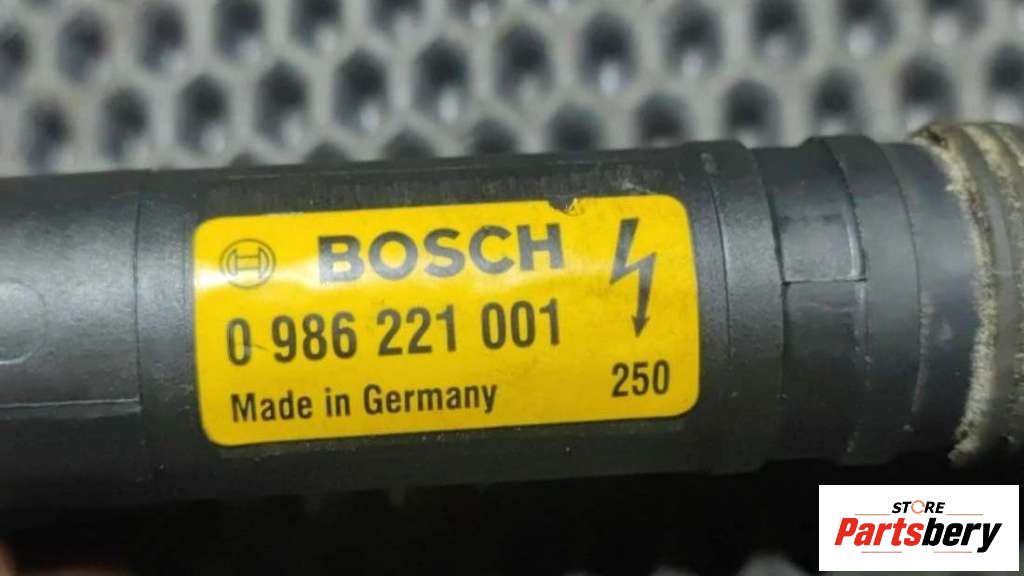 BOSCH
0 986 221 001
Made in Germany
250
STORE
Partsbery